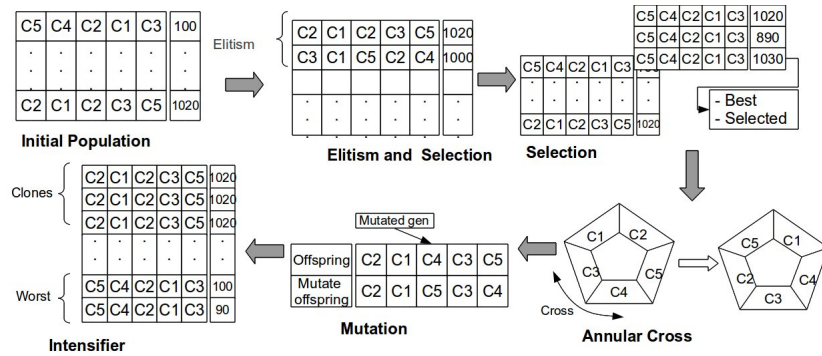 C5 C4 C2 C1 C3 100
C2 C1 C2 C3 C5 1020
Initial Population
Elitism
C2 C1 C2 C3 C5 1020
C3 C1 C5 C2 C4 1000
Elitism and Selection
C5 C4 C2 C1 C3
C2 C1 C2 C3 C5 1020
Selection
C5 C4 C2 C1 C3 1020
C5 C4 C2 C1 C3 890
C5 C4 C2 C1 C3 1030
- Best
- Selected
Clones
C2 C1 C2 C3 C5 1020
C2 C1 C2 C3 C5 1020
C2 C1 C2 C3 C5 1020
Worst
C5 C4 C2 C1 C3 100
C5 C4 C2 C1 C3 90
Intensifier
Mutated gen
Offspring C2 C1 C4 C3 C5
Mutate
offspring C2 C1 C5 C3 C4
Mutation
C1 C2
C3 C5
C4
Cross
C5 C1
C2 C4
C3
Annular Cross